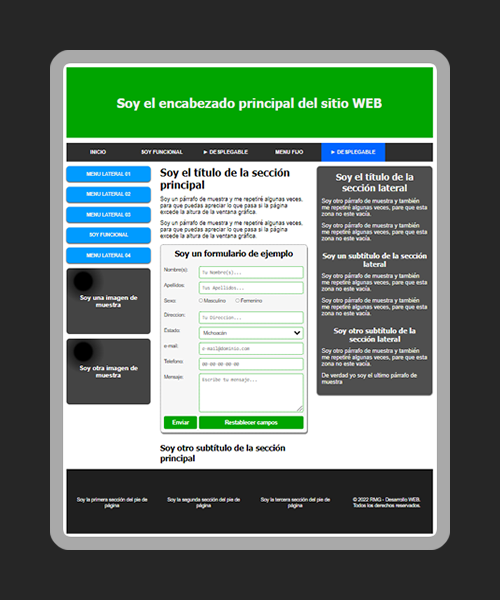 Soy el encabezado principal del sitio WEB
INICIO
SOY FUNCIONAL
► DESPLEGABLE
MENU FIJO
► DESPLEGABLE
MENU LATERAL 01
MENU LATERAL 02
MENU LATERAL 03
SOY FUNCIONAL
MENU LATERAL 04
Soy una imagen de
muestra
Soy otra imagen de
muestra
Soy el título de la sección
principal
Soy un párrafo de muestra y me repetiré algunas veces,
para que puedas apreciar lo que pasa si la página
excede la altura de la ventana gráfica.
Soy un párrafo de muestra y me repetiré algunas veces,
para que puedas apreciar lo que pasa si la página
excede la altura de la ventana gráfica.
Soy un formulario de ejemplo
Nombre(s):
Tu Nombre(s)...
Apellidos:
Tus Apellidos...
Sexo:
Masculino
Femenino
Direccion:
Tu Direccion...
Estado:
Michoacán
e-mail:
e-mail@dominio.com
Telefono:
00-00-00-00-00
Mensaje:
Escribe tu mensaje...
Enviar
Restablecer campos
Soy otro subtítulo de la sección
principal
Soy el título de la
sección lateral
Soy otro párrafo de muestra y también
me repetiré algunas veces, pare que esta
zona no este vacía.
Soy otro párrafo de muestra y también
me repetiré algunas veces, pare que esta
zona no este vacía.
Soy un subtítulo de la sección
lateral
Soy otro párrafo de muestra y también
me repetiré algunas veces, pare que esta
zona no este vacía.
Soy otro párrafo de muestra y también
me repetiré algunas veces, pare que esta
zona no este vacía.
Soy otro subtítulo de la
sección lateral
Soy otro párrafo de muestra y también
me repetiré algunas veces, pare que esta
zona no este vacía.
De verdad yo soy el ultimo párrafo de
muestra
Soy la primera sección del pie de
página
Soy la segunda sección del pie de
página
Soy la tercera sección del pie de
página
© 2022 RMG - Desarrollo WEB.
Todos los derechos reservados.